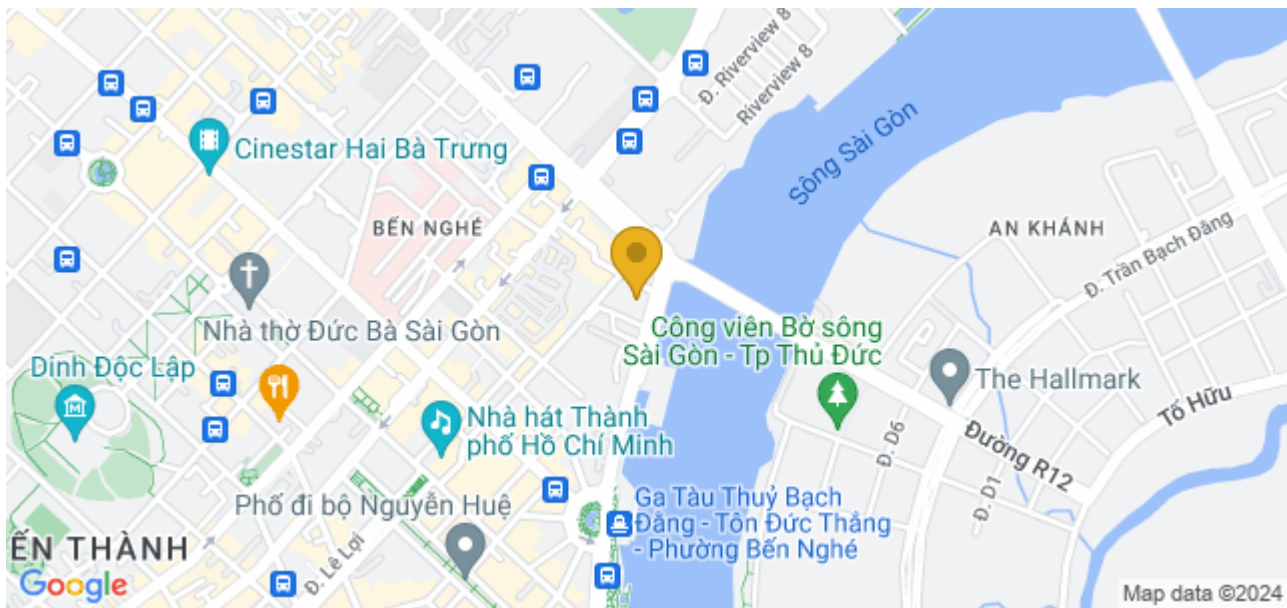 Đ. Riverview 8
Riverview 8
Sông Sài Gòn
Cinestar Hai Bà Trưng
BẾN NGHÉ
AN KHÁNH
Đ. Trần Bạch Đằng
Nhà thờ Đức Bà Sài Gòn
Công viên Bờ sông
Sài Gòn - Tp Thủ Đức
Dinh Độc Lập
The Hallmark
Tố Hữu
Nhà hát Thành
phố Hồ Chí Minh
Đ. D6
Đường R12
Đ. D1
Phố đi bộ Nguyễn Huệ
Ga Tàu Thuỷ Bạch
Đằng - Tôn Đức Thắng
- Phường Bến Nghé
ẾN THÀNH
Đ. Lê Lợi
Google
Map data ©2024